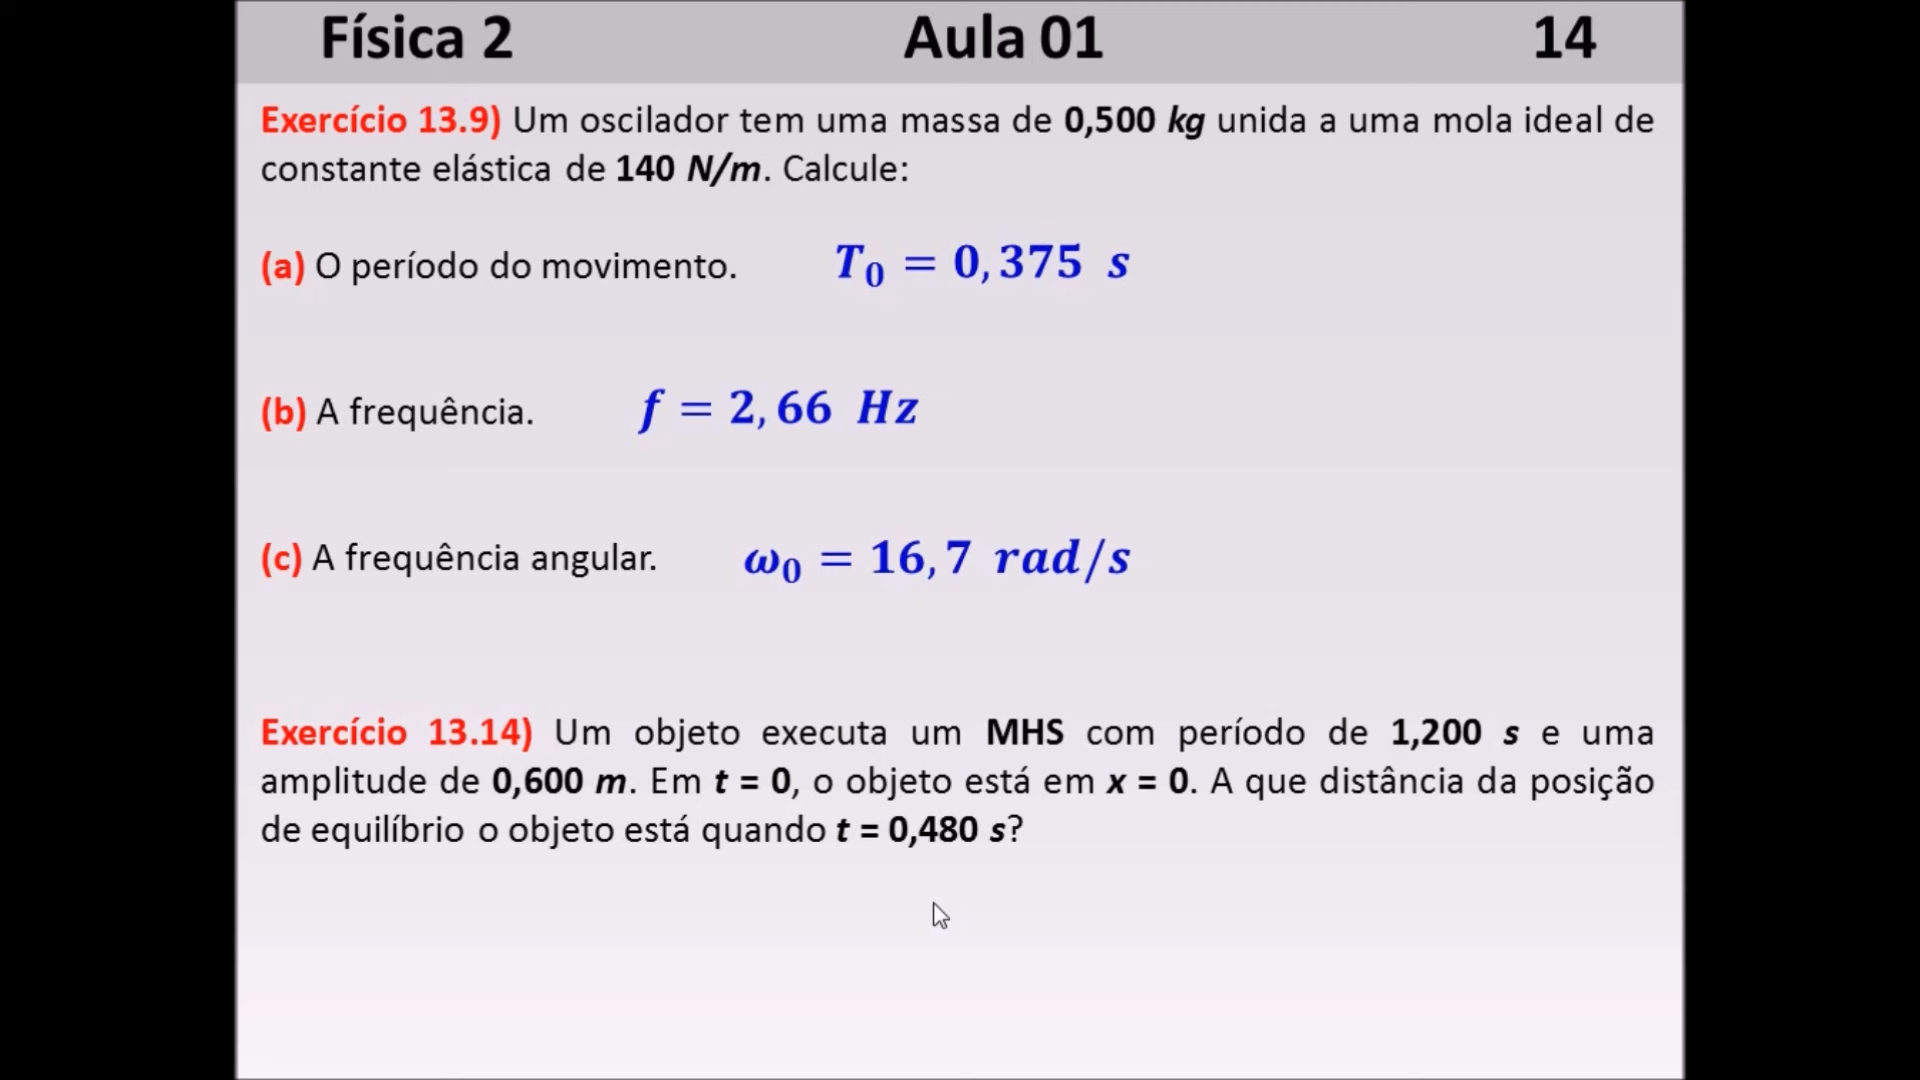 Física 2 Aula 01 14
Exercício 13.9) Um oscilador tem uma massa de 0,500 kg unida a uma mola ideal de
constante elástica de 140 N/m. Calcule:
(a) O período do movimento. T₀ = 0,375 s
(b) A frequência. f = 2,66 Hz
(c) A frequência angular. ω₀ = 16,7 rad/s
Exercício 13.14) Um objeto executa um MHS com período de 1,200 s e uma
amplitude de 0,600 m. Em t = 0, o objeto está em x = 0. A que distância da posição
de equilíbrio o objeto está quando t = 0,480 s?